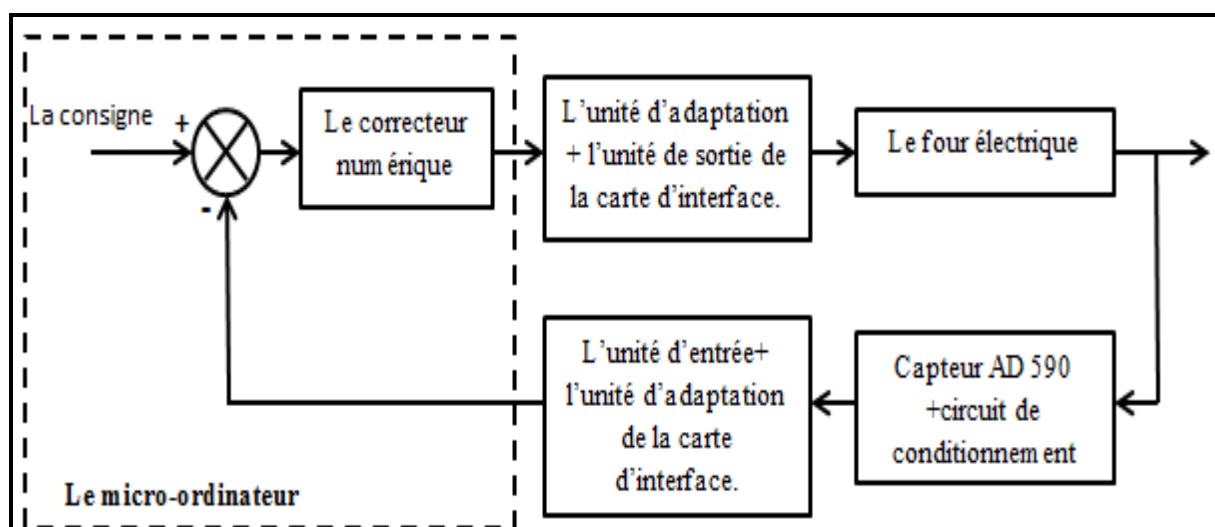 La consigne
+
-
Le correcteur
numérique
L'unité d'adaptation
+ l'unité de sortie de
la carte d'interface.
Le four électrique
L'unité d'entrée+
l'unité d'adaptation
de la carte
d'interface.
Capteur AD 590
+circuit de
conditionnement
Le micro-ordinateur